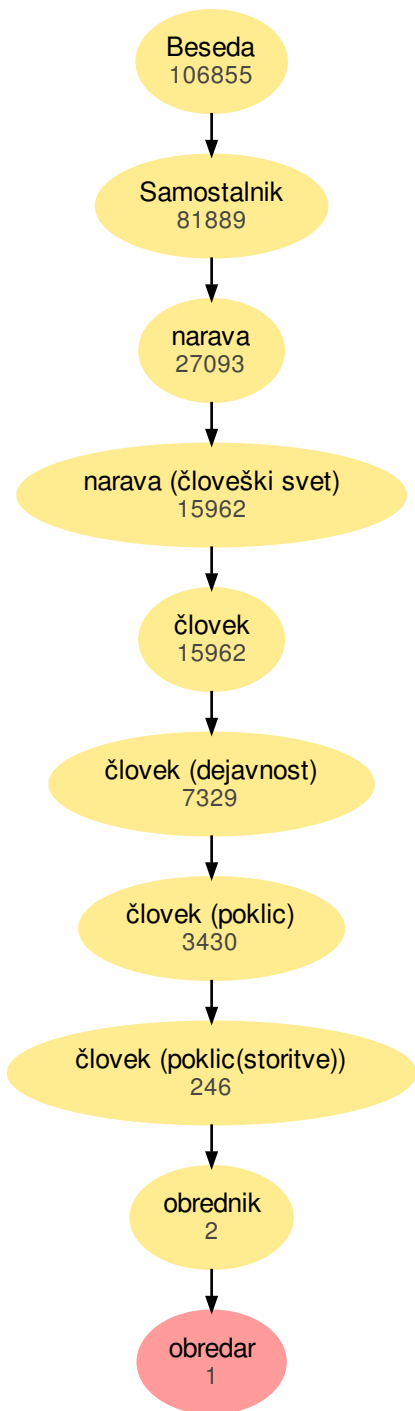 Beseda
106855
Samostalnik
81889
narava
27093
narava (človeški svet)
15962
človek
15962
človek (dejavnost)
7329
človek (poklic)
3430
človek (poklic(storitve))
246
obrednik
2
obredar
1